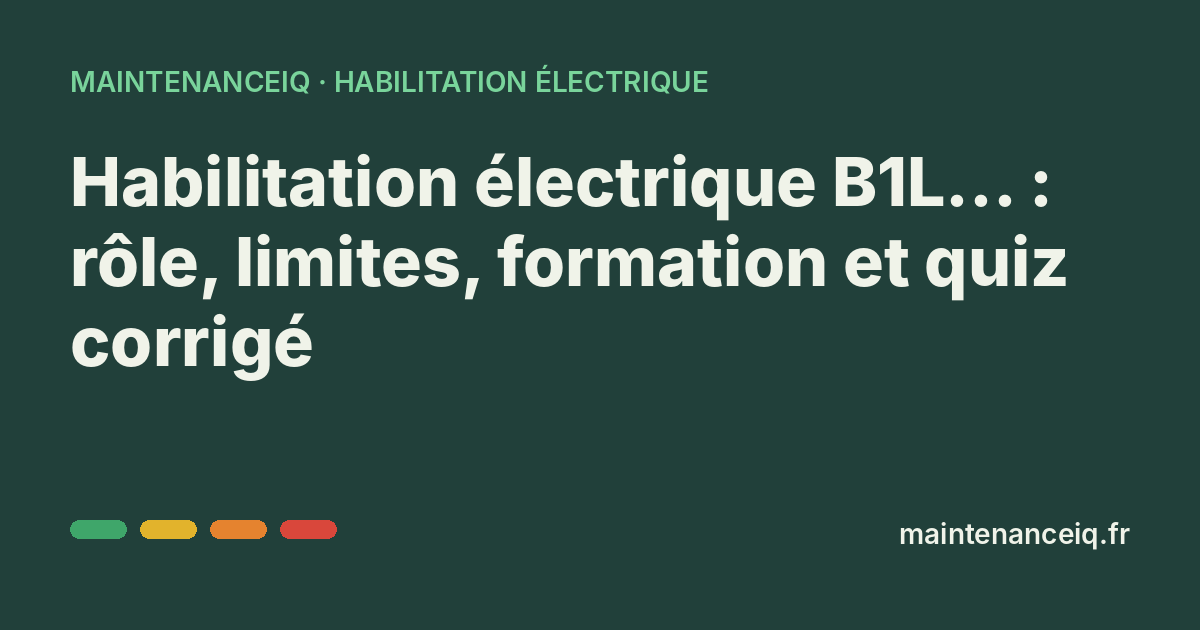 MAINTENANCEIQ · HABILITATION ÉLECTRIQUE
Habilitation électrique B1L… :
rôle, limites, formation et quiz
corrigé
maintenanceiq.fr